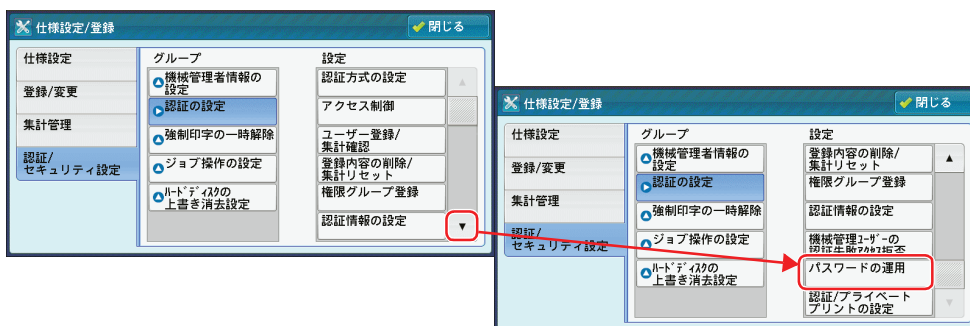 仕様設定/登録
閉じる
仕様設定
登録/変更
集計管理
認証/
セキュリティ設定
グループ
機械管理者情報の
設定
認証の設定
強制印字の一時解除
ジョブ操作の設定
ﾊｰﾄﾞﾃﾞｨｽｸの
上書き消去設定
設定
認証方式の設定
アクセス制御
ユーザー登録/
集計確認
登録内容の削除/
集計リセット
権限グループ登録
認証情報の設定
仕様設定/登録
閉じる
仕様設定
登録/変更
集計管理
認証/
セキュリティ設定
グループ
機械管理者情報の
設定
認証の設定
強制印字の一時解除
ジョブ操作の設定
ﾊｰﾄﾞﾃﾞｨｽｸの
上書き消去設定
設定
登録内容の削除/
集計リセット
権限グループ登録
認証情報の設定
機械管理ﾕｰｻﾞｰの
認証失敗ｱｸｾｽ拒否
パスワードの運用
認証/プライベート
プリントの設定